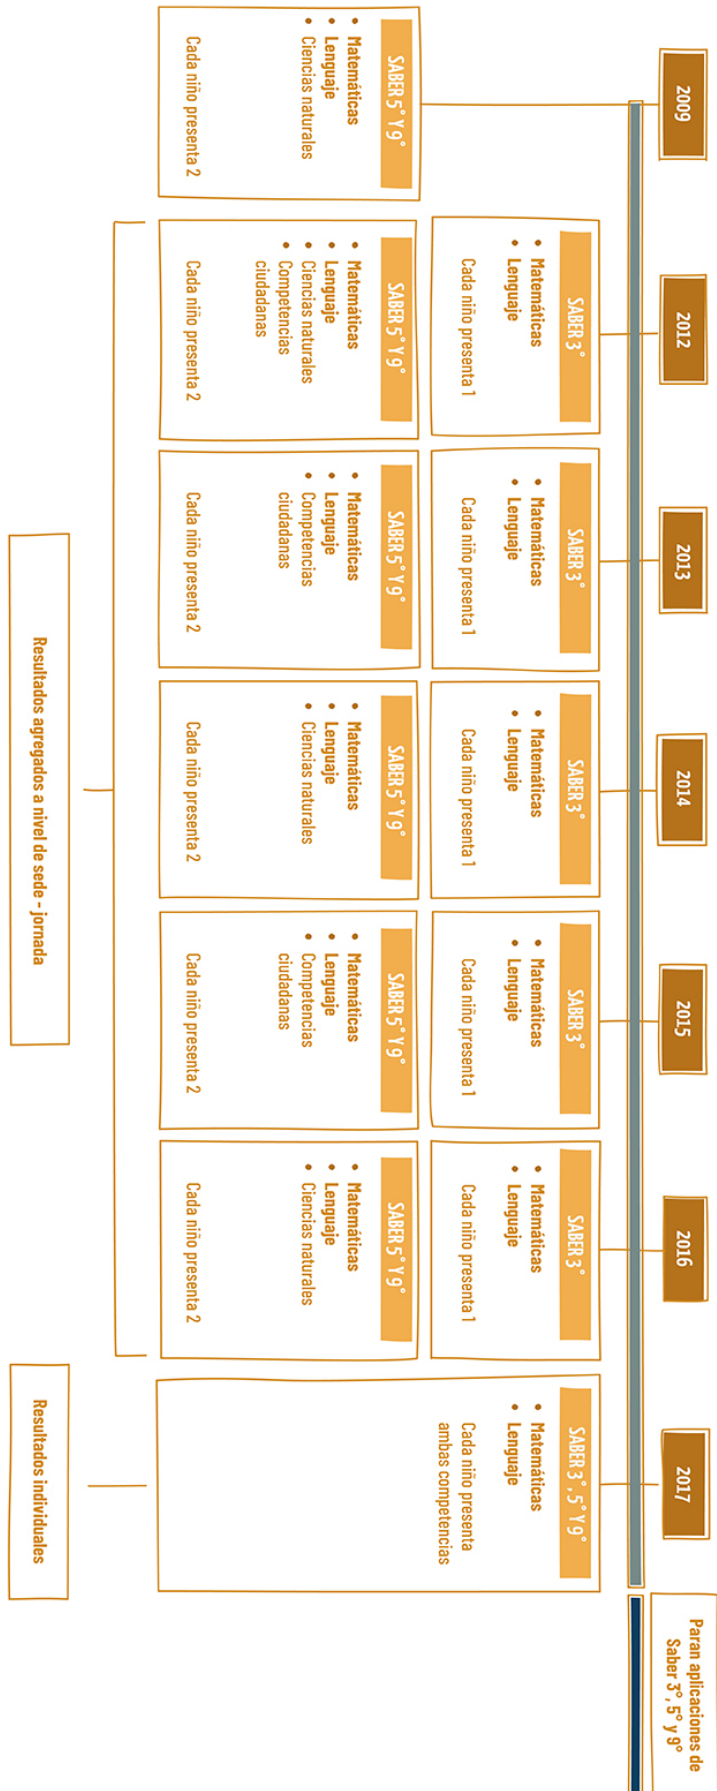 2009
2012
2013
2014
2015
2016
2017
Paran aplicaciones de
Saber 3°, 5° y 9°
SABER 3°
• Matemáticas
• Lenguaje
Cada niño presenta 1
SABER 3°
• Matemáticas
• Lenguaje
Cada niño presenta 1
SABER 3°
• Matemáticas
• Lenguaje
Cada niño presenta 1
SABER 3°
• Matemáticas
• Lenguaje
Cada niño presenta 1
SABER 3°
• Matemáticas
• Lenguaje
Cada niño presenta 1
SABER 3°, 5° Y 9°
• Matemáticas
• Lenguaje
Cada niño presenta
ambas competencias
SABER 5° Y 9°
• Matemáticas
• Lenguaje
• Ciencias naturales
Cada niño presenta 2
SABER 5° Y 9°
• Matemáticas
• Lenguaje
• Ciencias naturales
• Competencias
ciudadanas
Cada niño presenta 2
SABER 5° Y 9°
• Matemáticas
• Lenguaje
• Competencias
ciudadanas
Cada niño presenta 2
SABER 5° Y 9°
• Matemáticas
• Lenguaje
• Ciencias naturales
Cada niño presenta 2
SABER 5° Y 9°
• Matemáticas
• Lenguaje
• Competencias
ciudadanas
Cada niño presenta 2
SABER 5° Y 9°
• Matemáticas
• Lenguaje
• Ciencias naturales
Cada niño presenta 2
Resultados agregados a nivel de sede - jornada
Resultados individuales